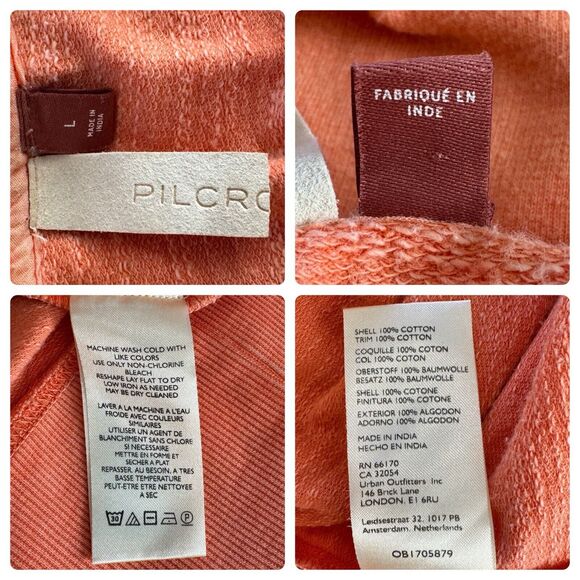 L
MADE IN
INDIA
PILCRO
FABRIQUÉ EN
INDE
MACHINE WASH COLD WITH
LIKE COLORS
USE ONLY NON-CHLORINE
BLEACH
RESHAPE LAY FLAT TO DRY
LOW IRON AS NEEDED
MAY BE DRY CLEANED
LAVER A LA MACHINE A L'EAU
FROIDE AVEC COULEURS
SIMILAIRES
UTILISER UN AGENT DE
BLANCHIMENT SANS CHLORE
SI NECESSAIRE
METTRE EN FORME ET
SECHER A PLAT
REPASSER, AU BESOIN, A TRES
BASSE TEMPERATURE
PEUT-ETRE ETRE NETTOYEE
A SEC
30
P
SHELL 100% COTTON
TRIM 100% COTTON
COQUILLE 100% COTON
COL 100% COTON
OBERSTOFF 100% BAUMWOLLE
BESATZ 100% BAUMWOLLE
SHELL 100% COTONE
FINITURA 100% COTONE
EXTERIOR 100% ALGODON
ADORNO 100% ALGODON
MADE IN INDIA
HECHO EN INDIA
RN 66170
CA 32054
Urban Outfitters Inc
146 Brick Lane
LONDON, E1 6RU
Leidsestraat 32, 1017 PB
Amsterdam, Netherlands
OB1705879